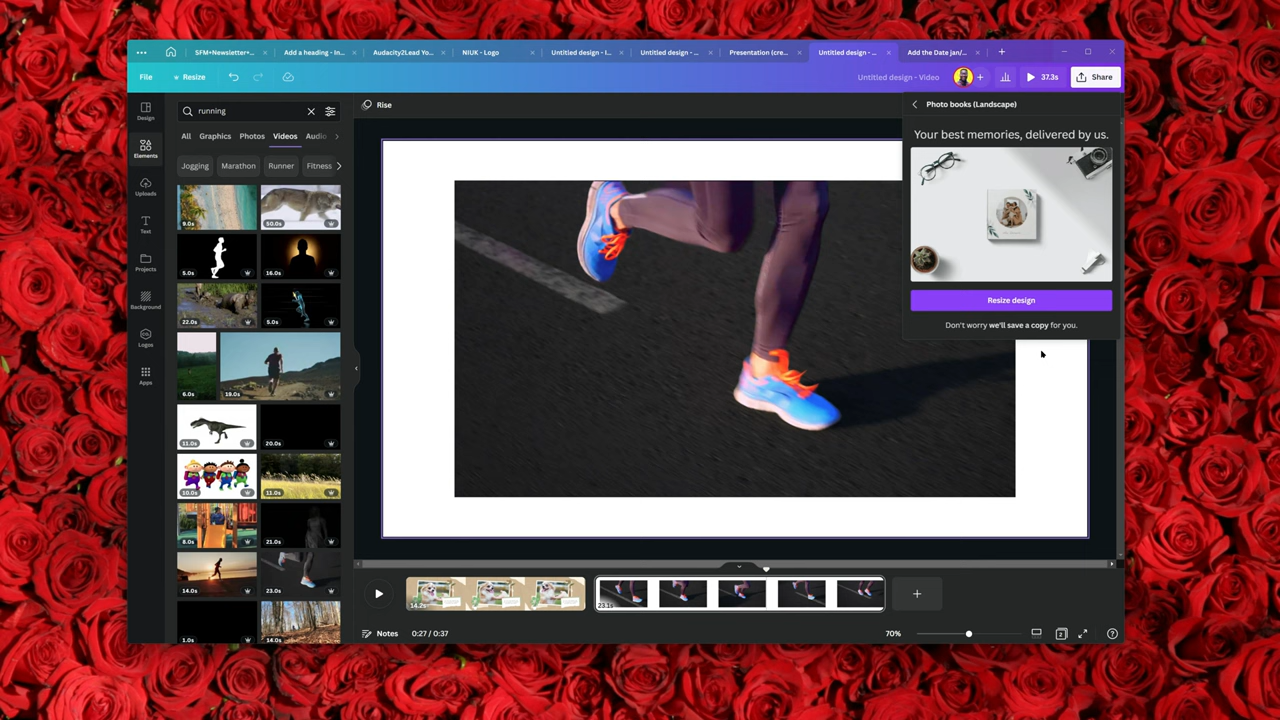 SFM+Newsletter+...
Add a heading - In...
Audacity2Lead Yo...
NIUK - Logo
Untitled design - I...
Untitled design - ...
Presentation (cre...
Untitled design - ...
Add the Date jan/...
File
Resize
Untitled design - Video
37.3s
Share
Design
Elements
Uploads
Text
Projects
Background
Logos
Apps
running
All
Graphics
Photos
Videos
Audio
Jogging
Marathon
Runner
Fitness
9.0s
50.0s
5.0s
16.0s
22.0s
5.0s
6.0s
19.0s
11.0s
20.0s
10.0s
11.0s
8.0s
21.0s
14.0s
23.0s
1.0s
14.0s
Rise
Photo books (Landscape)
Your best memories, delivered by us.
Resize design
Don't worry we'll save a copy for you.
14.2s
23.1s
Notes
0:27 / 0:37
70%
2